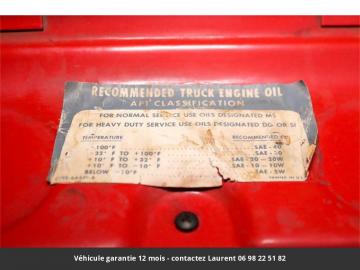 RECOMMENDED TRUCK ENGINE OIL
API CLASSIFICATION
FOR NORMAL SERVICE USE OILS DESIGNATED MS
FOR HEAVY DUTY SERVICE USE OILS DESIGNATED DG OR
TEMPERATURE RECOMMENDED
+100°F SAE - 40
+32° F TO +100°F SAE - 30
+10° F TO +32° F SAE-20-20W
+10° F TO -10° F SAE-10-10W
BELOW -10°F SAE-5W
Véhicule garantie 12 mois - contactez Laurent 06 98 22 51 82